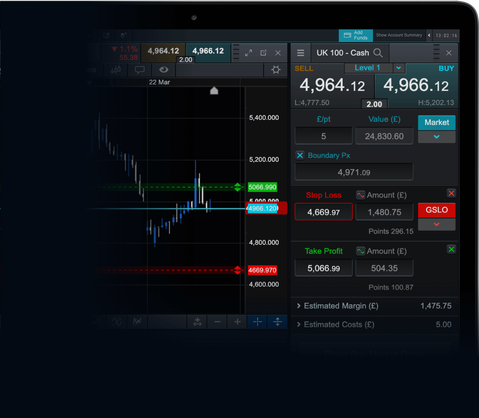 Add Funds
Show Account Summary
13:02:16
▼ 1.1%
55.38
4,964.12
4,966.12
2.00
UK 100 - Cash
22 Mar
SELL
Level 1
BUY
4,964.12
4,966.12
L:4,777.50
2.00
H:5,202.13
£/pt
Value (£)
Market
5
24,830.60
Boundary Px
4,971.09
Stop Loss
Amount (£)
4,669.97
1,480.75
GSLO
Points 296.15
Take Profit
Amount (£)
5,066.99
504.35
Points 100.87
Estimated Margin (£)
1,475.75
Estimated Costs (£)
5.00
5,400.000
5,200.000
5066.990
5,000.000
4966.120
4,800.000
4669.970
4,600.000